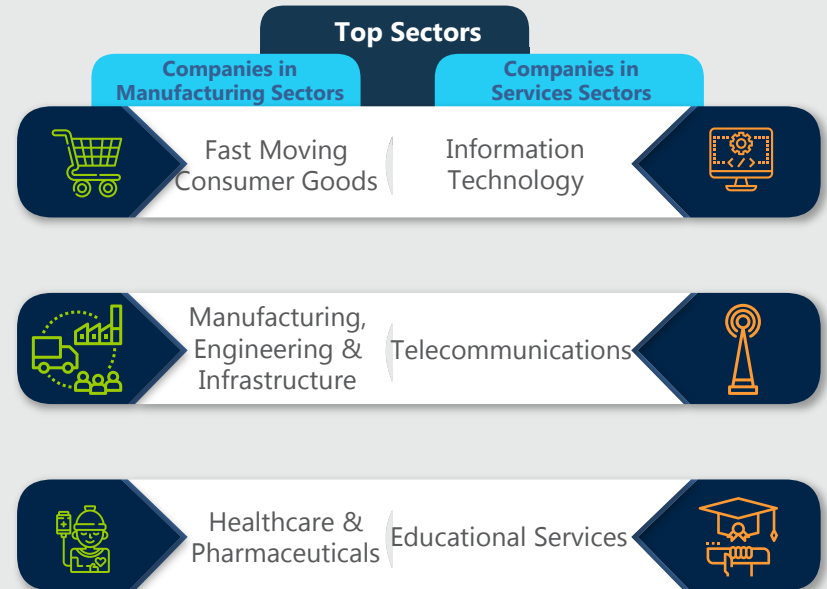 Top Sectors
Companies in
Manufacturing Sectors
Companies in
Services Sectors
Fast Moving
Consumer Goods
Information
Technology
Manufacturing,
Engineering &
Infrastructure
Telecommunications
Healthcare &
Pharmaceuticals
Educational Services